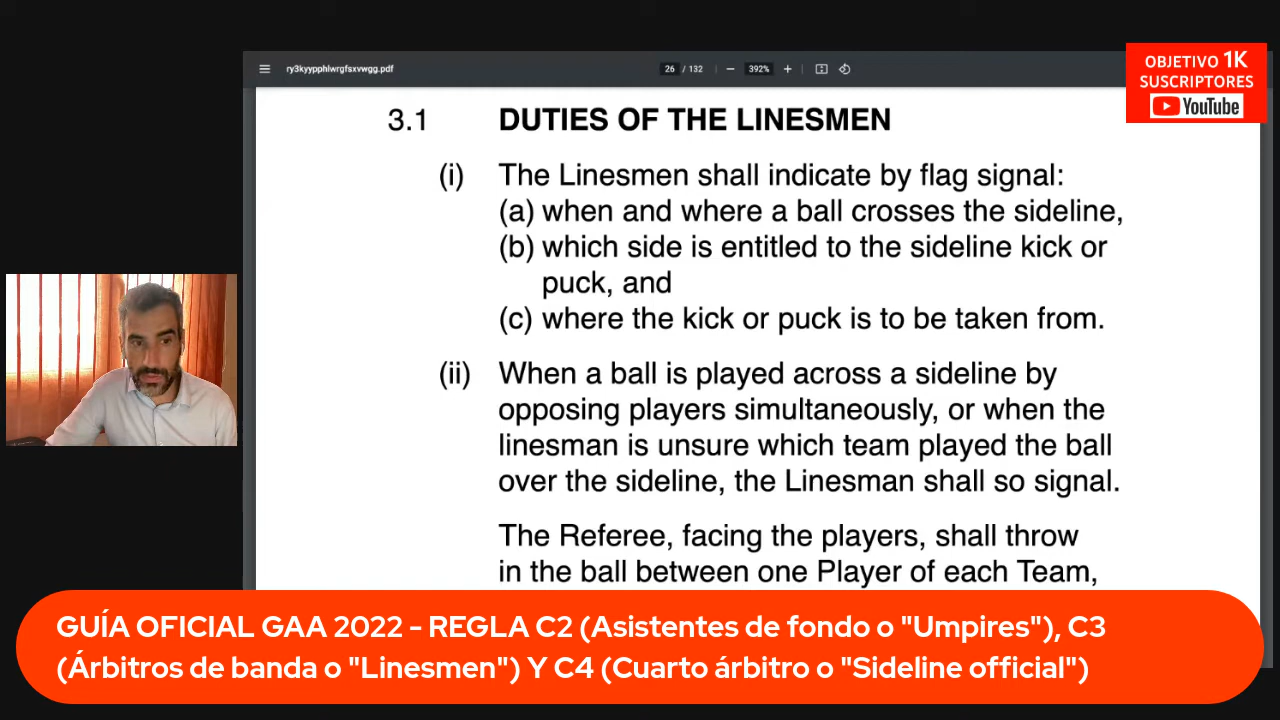 ry3kyypphlwrgfsxvwgg.pdf
26 / 132
392%
OBJETIVO 1K
SUSCRIPTORES
YouTube
3.1 DUTIES OF THE LINESMEN
(i) The Linesmen shall indicate by flag signal:
(a) when and where a ball crosses the sideline,
(b) which side is entitled to the sideline kick or
puck, and
(c) where the kick or puck is to be taken from.
(ii) When a ball is played across a sideline by
opposing players simultaneously, or when the
linesman is unsure which team played the ball
over the sideline, the Linesman shall so signal.
The Referee, facing the players, shall throw
in the ball between one Player of each Team,
GUÍA OFICIAL GAA 2022 - REGLA C2 (Asistentes de fondo o "Umpires"), C3
(Árbitros de banda o "Linesmen") Y C4 (Cuarto árbitro o "Sideline official")